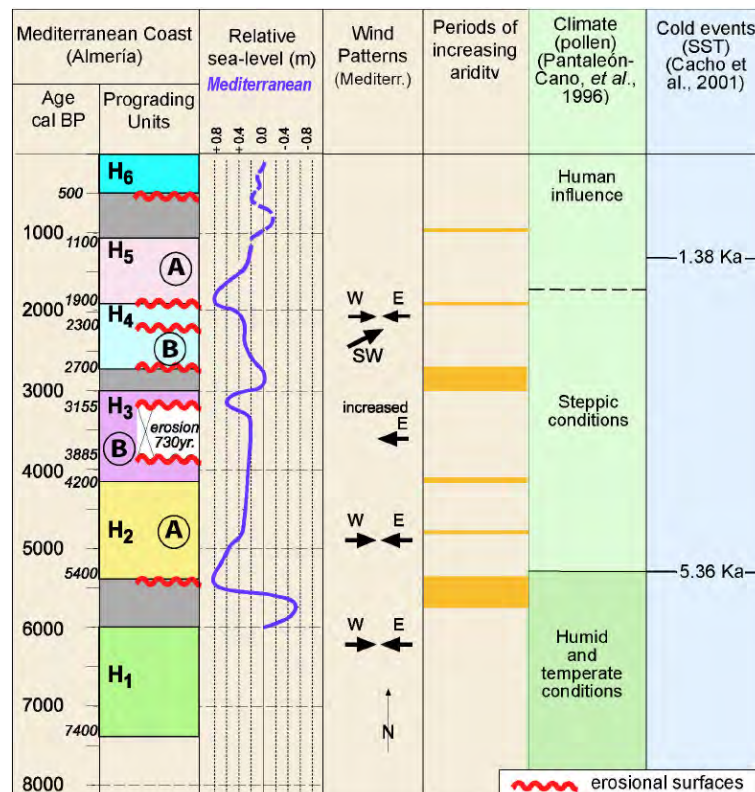 Mediterranean Coast
(Almería)
Relative
sea-level (m)
Mediterranean
Wind
Patterns
(Mediterr.)
Periods of
increasing
aridity
Climate
(pollen)
(Pantaleón-
Cano, et al.,
1996)
Cold events
(SST)
(Cacho et
al., 2001)
Age
cal BP
Prograding
Units
0.8
0.4
0.0
-0.4
-0.8
H6
500
1000
1100
H5
A
1900
2000
H4
2300
B
2700
3000
3155
H3
erosion
730yr.
B
3885
4000
4200
H2
A
5000
5400
6000
H1
7000
7400
8000
W E
SW
increased
E
W E
W E
N
Human
influence
Steppic
conditions
Humid
and
temperate
conditions
1.38 Ka
5.36 Ka
erosional surfaces